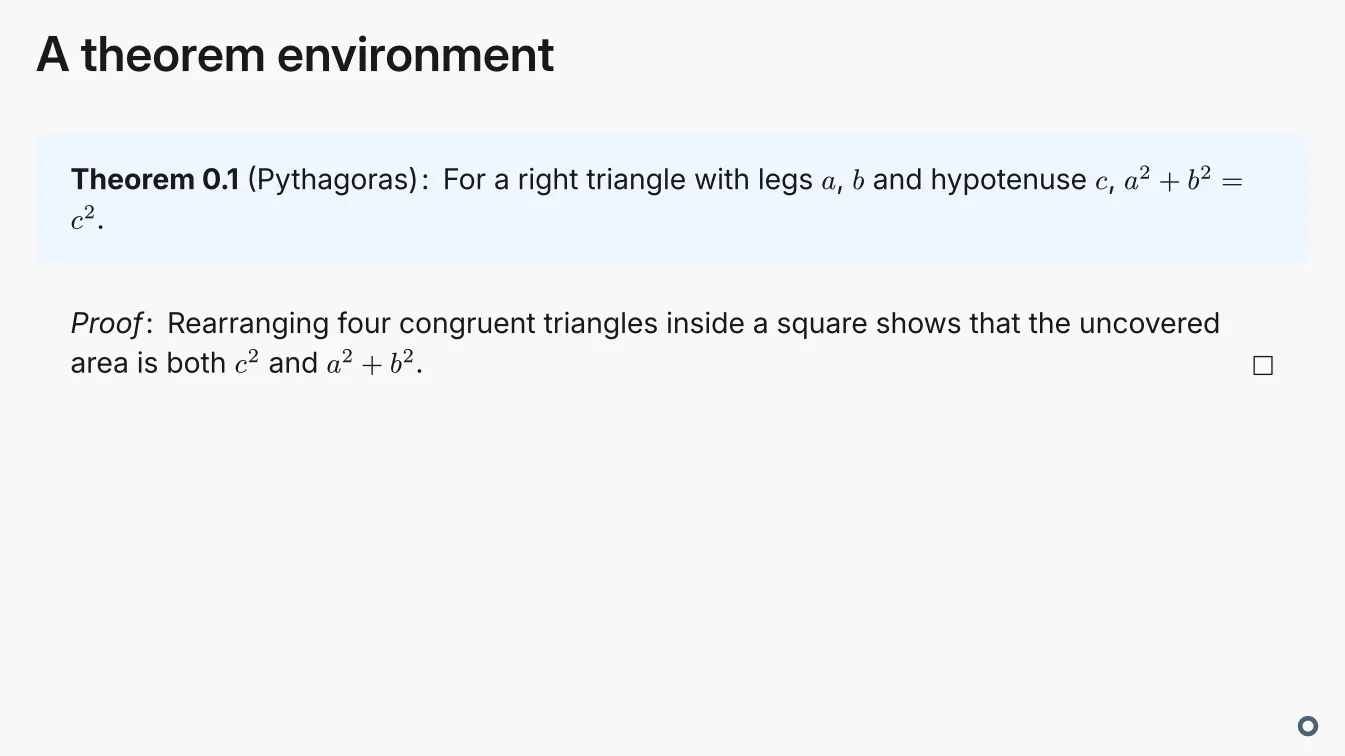 A theorem environment
Theorem 0.1 (Pythagoras): For a right triangle with legs a, b and hypotenuse c, a² + b² =
c².
Proof: Rearranging four congruent triangles inside a square shows that the uncovered
area is both c² and a² + b². □